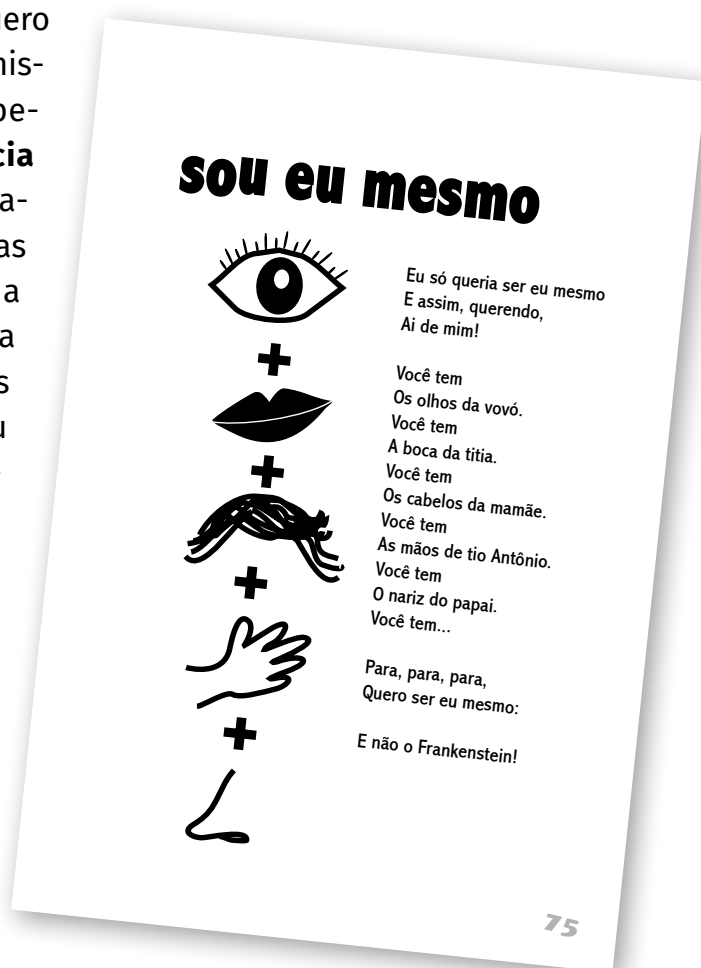 sou eu mesmo
Eu só queria ser eu mesmo
E assim, querendo,
Ai de mim!
Você tem
Os olhos da vovó.
Você tem
A boca da titia.
Você tem
Os cabelos da mamãe.
Você tem
As mãos de tio Antônio.
Você tem
O nariz do papai.
Você tem...
Para, para, para,
Quero ser eu mesmo:
E não o Frankenstein!
75